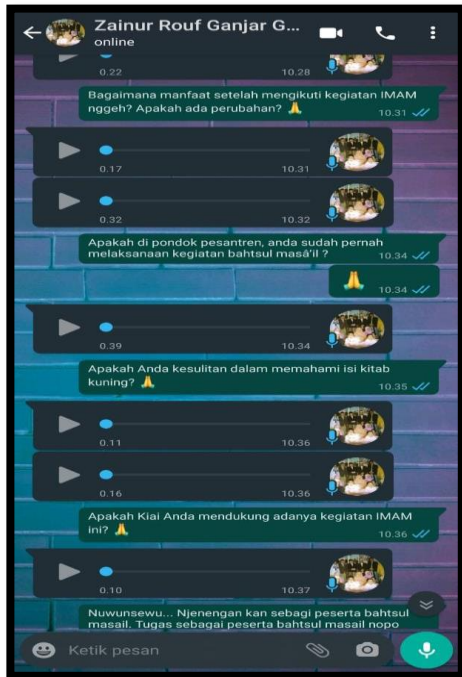 Zainur Rouf Ganjar G...
online
0.22 10.28
Bagaimana manfaat setelah mengikuti kegiatan IMAM
nggeh? Apakah ada perubahan? 🙏 10.31
0.17 10.31
0.32 10.32
Apakah di pondok pesantren, anda sudah pernah
melaksanaan kegiatan bahtsul masâ'il ? 10.34
🙏 10.34
0.39 10.34
Apakah Anda kesulitan dalam memahami isi kitab
kuning? 🙏 10.35
0.11 10.36
0.16 10.36
Apakah Kiai Anda mendukung adanya kegiatan IMAM
ini? 🙏 10.36
0.10 10.37
Nuwunsewu... Njenengan kan sebagi peserta bahtsul
masail. Tugas sebagai peserta bahtsul masail nopo
Ketik pesan